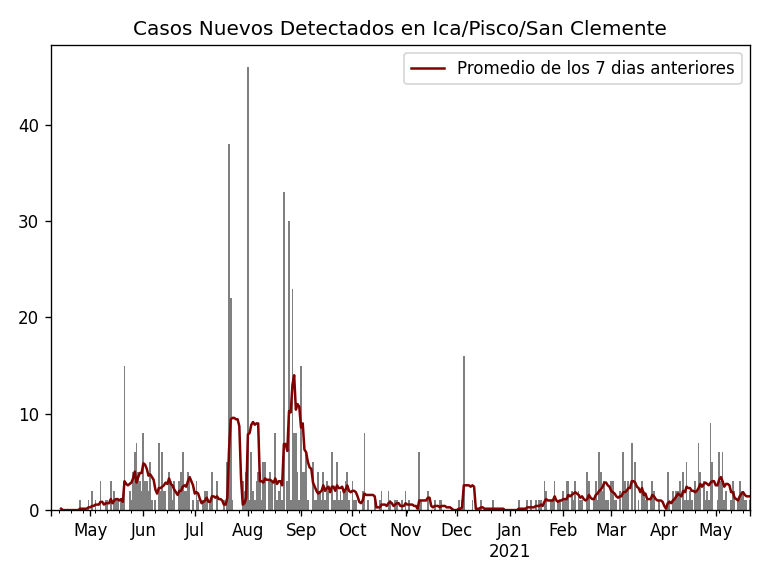 Casos Nuevos Detectados en Ica/Pisco/San Clemente
Promedio de los 7 dias anteriores
40
30
20
10
0
May Jun Jul Aug Sep Oct Nov Dec Jan Feb Mar Apr May
2021